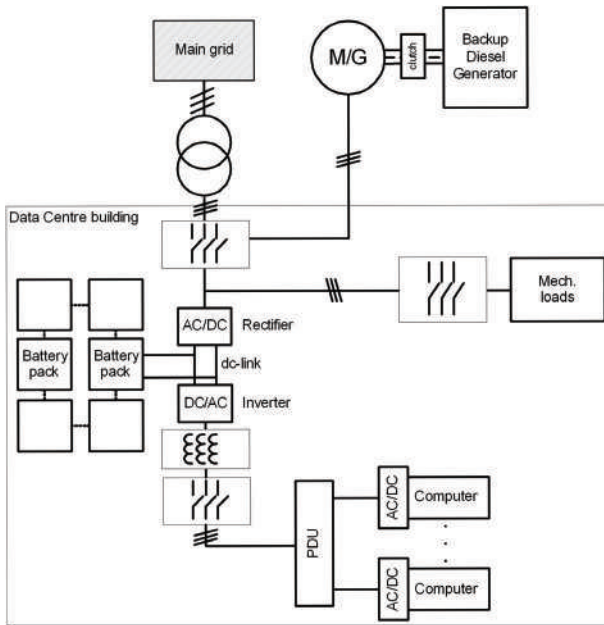 Main grid
M/G
clutch
Backup
Diesel
Generator
Data Centre building
Mech.
loads
AC/DC
Rectifier
Battery
pack
Battery
pack
dc-link
DC/AC
Inverter
PDU
AC/DC
Computer
AC/DC
Computer